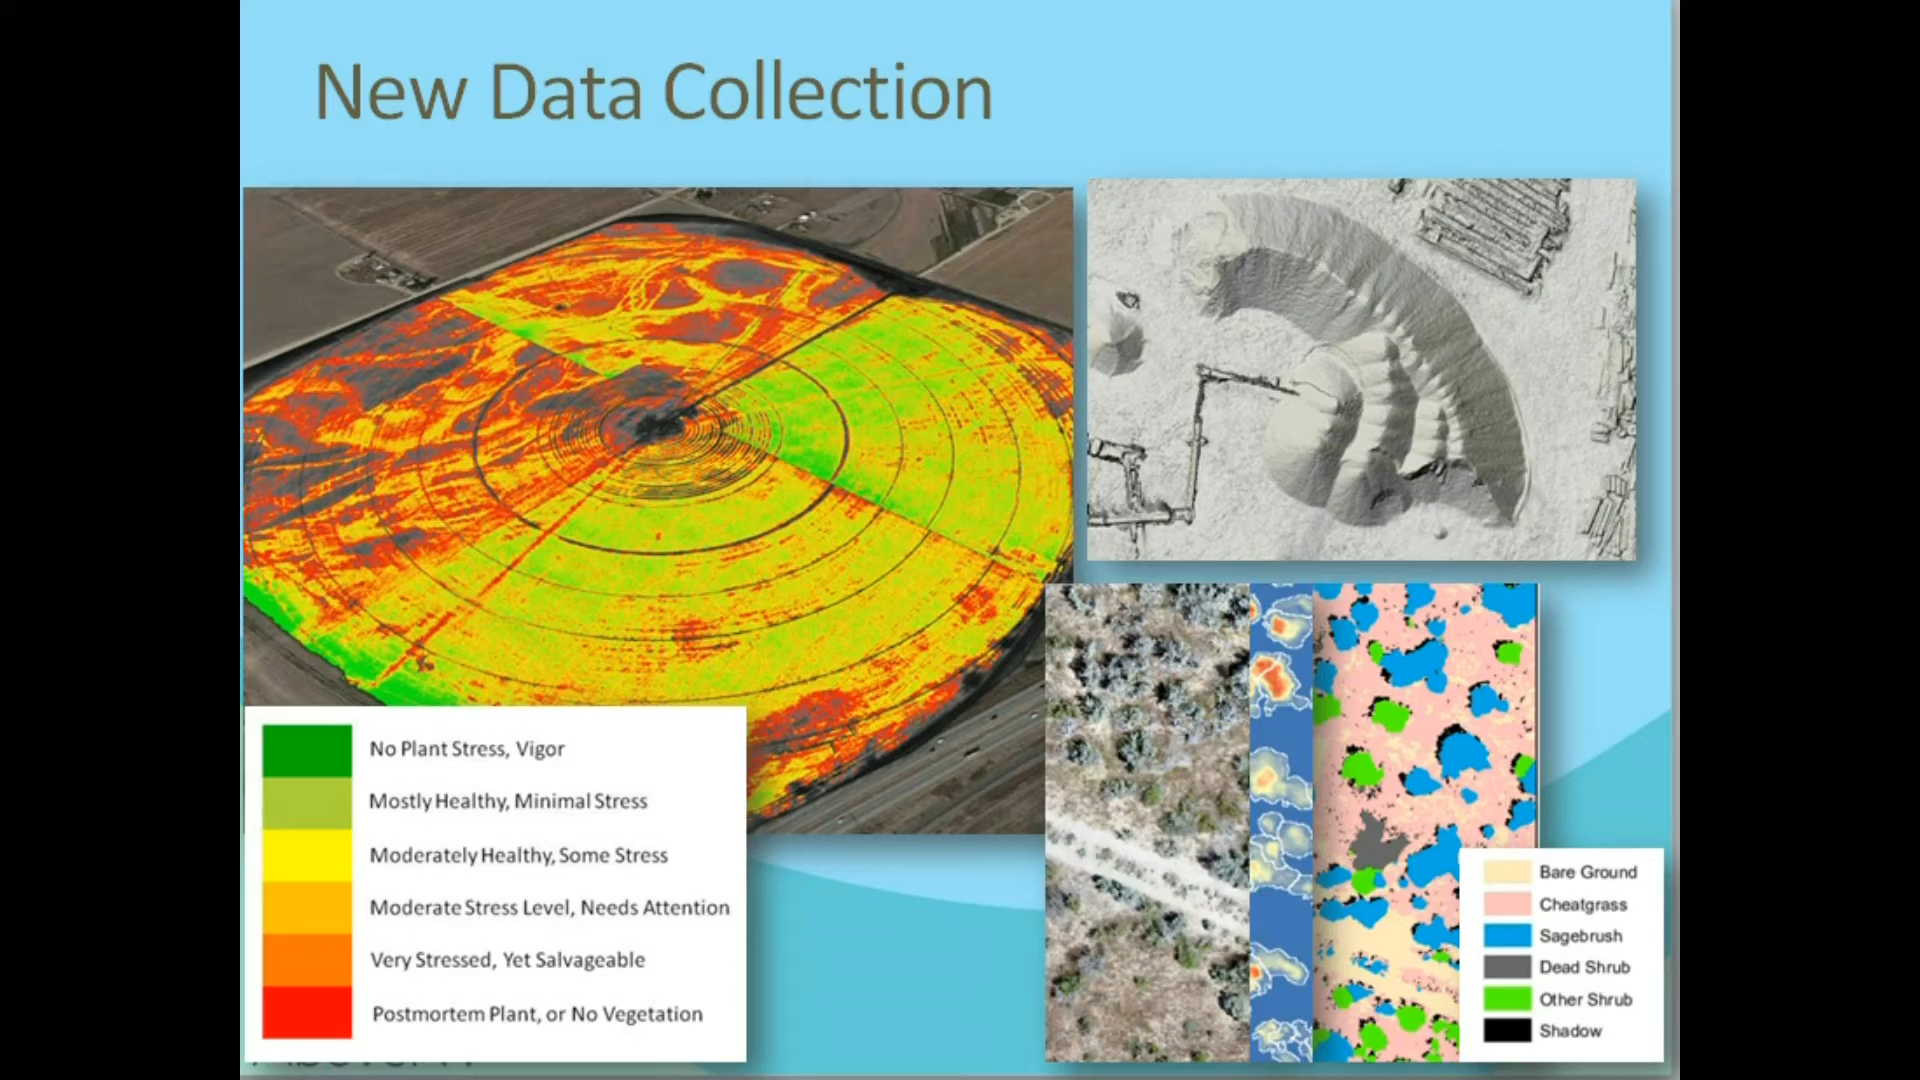 New Data Collection
No Plant Stress, Vigor
Mostly Healthy, Minimal Stress
Moderately Healthy, Some Stress
Moderate Stress Level, Needs Attention
Very Stressed, Yet Salvageable
Postmortem Plant, or No Vegetation
Bare Ground
Cheatgrass
Sagebrush
Dead Shrub
Other Shrub
Shadow